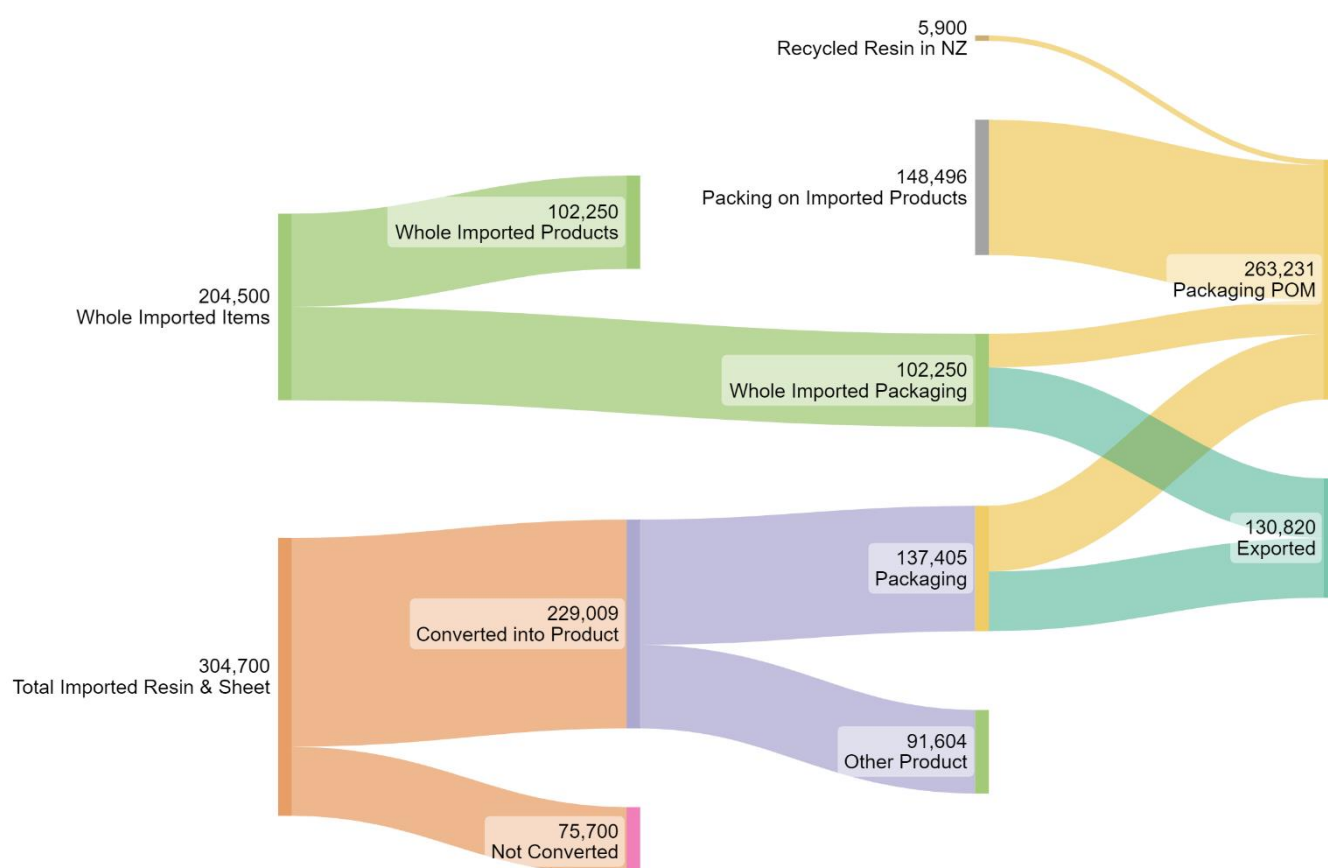 5,900
Recycled Resin in NZ
148,496
Packing on Imported Products
102,250
Whole Imported Products
263,231
Packaging POM
204,500
Whole Imported Items
102,250
Whole Imported Packaging
130,820
Exported
137,405
Packaging
229,009
Converted into Product
304,700
Total Imported Resin & Sheet
91,604
Other Product
75,700
Not Converted